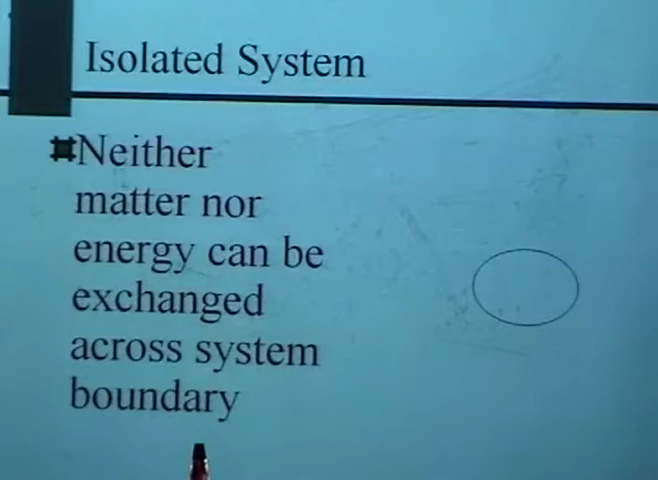 Isolated System
Neither
matter nor
energy can be
exchanged
across system
boundary